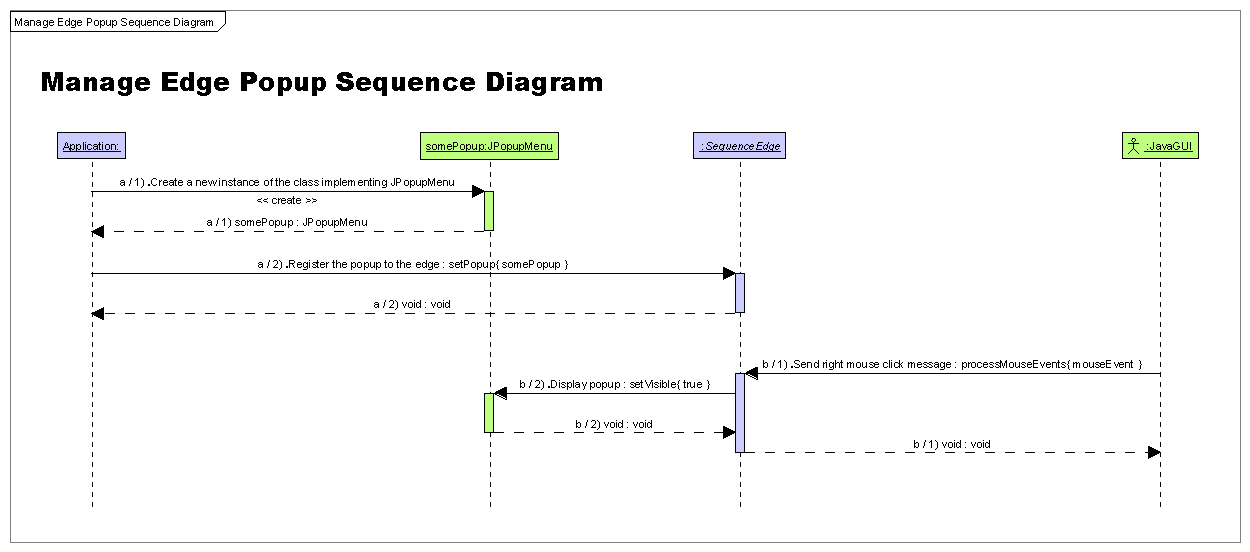 Manage Edge Popup Sequence Diagram
Manage Edge Popup Sequence Diagram
Application:
somePopup:JPopupMenu
:SequenceEdge
:JavaGUI
a / 1) .Create a new instance of the class implementing JPopupMenu
<< create >>
a / 1) somePopup : JPopupMenu
a / 2) .Register the popup to the edge : setPopup{ somePopup }
a / 2) void : void
b / 1) .Send right mouse click message : processMouseEvents{ mouseEvent }
b / 2) .Display popup : setVisible{ true }
b / 2) void : void
b / 1) void : void